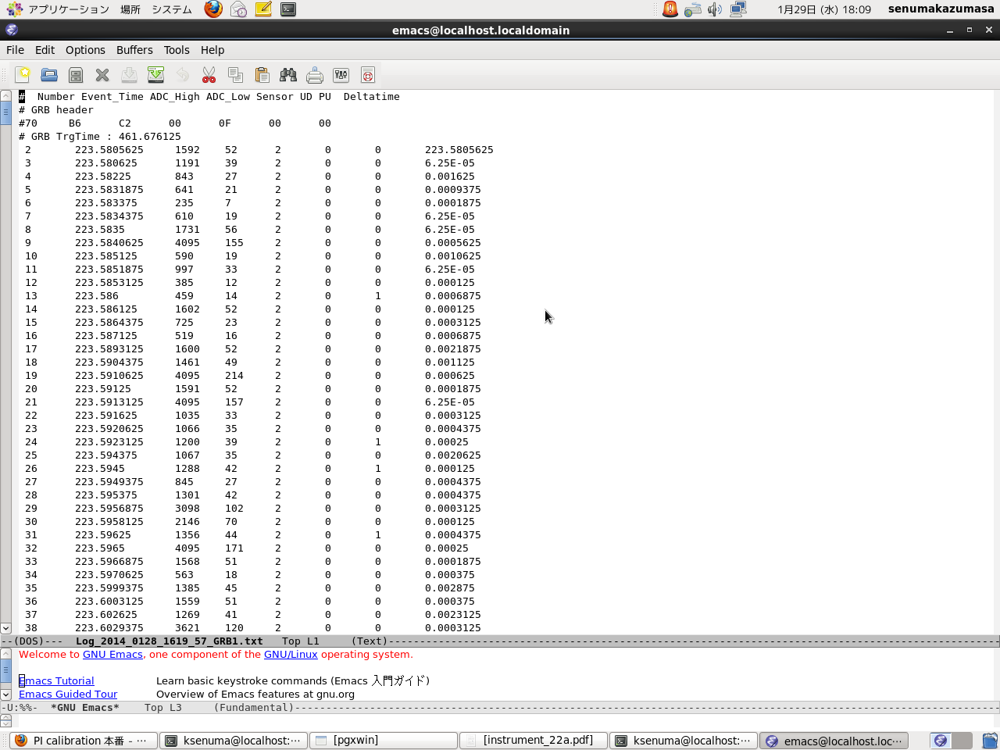 アプリケーション 場所 システム 1月29日 (水) 18:09 senumakazumasa
emacs@localhost.localdomain
File Edit Options Buffers Tools Help
#  Number Event_Time ADC_High ADC_Low Sensor UD PU  Deltatime
# GRB header
#70 B6 C2 00 0F 00 00
# GRB TrgTime : 461.676125
2 223.5805625 1592 52 2 0 0 223.5805625
3 223.580625 1191 39 2 0 0 6.25E-05
4 223.58225 843 27 2 0 0 0.001625
5 223.5831875 641 21 2 0 0 0.0009375
6 223.583375 235 7 2 0 0 0.0001875
7 223.5834375 610 19 2 0 0 6.25E-05
8 223.5835 1731 56 2 0 0 6.25E-05
9 223.5840625 4095 155 2 0 0 0.0005625
10 223.585125 590 19 2 0 0 0.0010625
11 223.5851875 997 33 2 0 0 6.25E-05
12 223.5853125 385 12 2 0 0 0.000125
13 223.586 459 14 2 0 1 0.0006875
14 223.586125 1602 52 2 0 0 0.000125
15 223.5864375 725 23 2 0 0 0.0003125
16 223.587125 519 16 2 0 0 0.0006875
17 223.5893125 1600 52 2 0 0 0.0021875
18 223.5904375 1461 49 2 0 0 0.001125
19 223.5910625 4095 214 2 0 0 0.000625
20 223.59125 1591 52 2 0 0 0.0001875
21 223.5913125 4095 157 2 0 0 6.25E-05
22 223.591625 1035 33 2 0 0 0.0003125
23 223.5920625 1066 35 2 0 0 0.0004375
24 223.5923125 1200 39 2 0 1 0.00025
25 223.594375 1067 35 2 0 0 0.0020625
26 223.5945 1288 42 2 0 1 0.000125
27 223.5949375 845 27 2 0 0 0.0004375
28 223.595375 1301 42 2 0 0 0.0004375
29 223.5956875 3098 102 2 0 0 0.0003125
30 223.5958125 2146 70 2 0 0 0.000125
31 223.59625 1356 44 2 0 1 0.0004375
32 223.5965 4095 171 2 0 0 0.00025
33 223.5966875 1568 51 2 0 0 0.0001875
34 223.5970625 563 18 2 0 0 0.000375
35 223.5999375 1385 45 2 0 0 0.002875
36 223.6003125 1559 51 2 0 0 0.000375
37 223.602625 1269 41 2 0 0 0.0023125
38 223.6029375 3621 120 2 0 0 0.0003125
--(DOS)---  Log_2014_0128_1619_57_GRB1.txt   Top L1     (Text)----------
Welcome to GNU Emacs, one component of the GNU/Linux operating system.
Emacs Tutorial Learn basic keystroke commands (Emacs 入門ガイド)
Emacs Guided Tour Overview of Emacs features at gnu.org
-U:%%-  *GNU Emacs*    Top L3     (Fundamental)----------
PI calibration 本番 - ··· ksenuma@localhost:··· [pgxwin] [instrument_22a.pdf] ksenuma@localhost:··· emacs@localhost.loc···